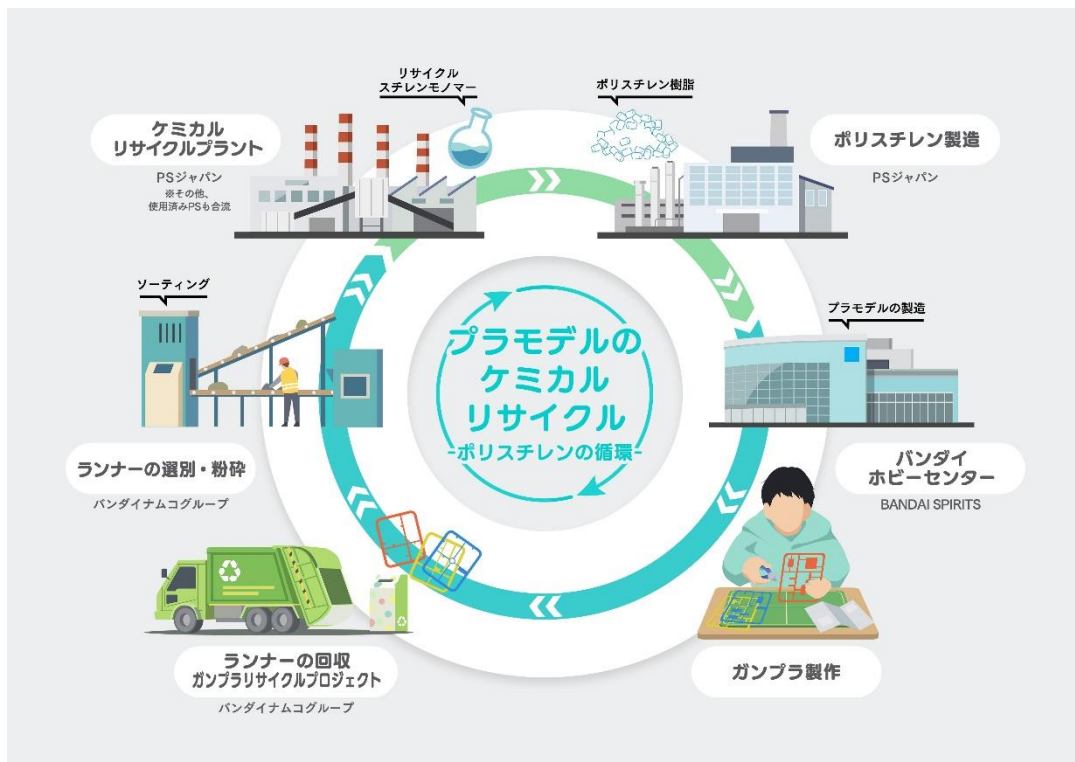 リサイクル
スチレンモノマー
ポリスチレン樹脂
ケミカル
リサイクルプラント
PSジャパン
※その他、
使用済みPSも合流
ポリスチレン製造
PSジャパン
ソーティング
プラモデルの製造
プラモデルの
ケミカル
リサイクル
-ポリスチレンの循環-
ランナーの選別・粉砕
バンダイナムコグループ
バンダイ
ホビーセンター
BANDAI SPIRITS
ランナーの回収
ガンプラリサイクルプロジェクト
バンダイナムコグループ
ガンプラ製作